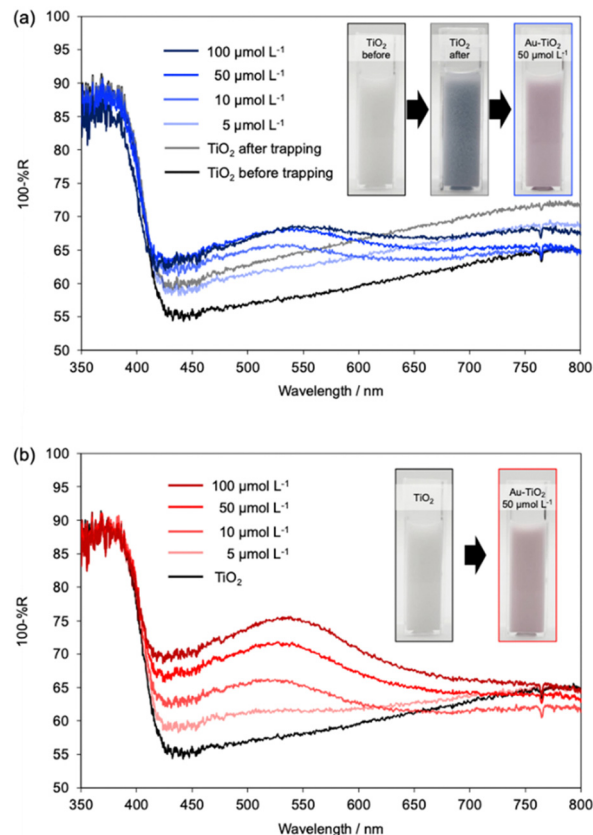 (a)
100
95
90
85
80
75
70
65
60
55
50
100-%R
350 400 450 500 550 600 650 700 750 800
Wavelength / nm
100 μmol L⁻¹
50 μmol L⁻¹
10 μmol L⁻¹
5 μmol L⁻¹
TiO₂ after trapping
TiO₂ before trapping
TiO₂
before
TiO₂
after
Au-TiO₂
50 μmol L⁻¹
(b)
100
95
90
85
80
75
70
65
60
55
50
100-%R
350 400 450 500 550 600 650 700 750 800
Wavelength / nm
100 μmol L⁻¹
50 μmol L⁻¹
10 μmol L⁻¹
5 μmol L⁻¹
TiO₂
TiO₂
Au-TiO₂
50 μmol L⁻¹